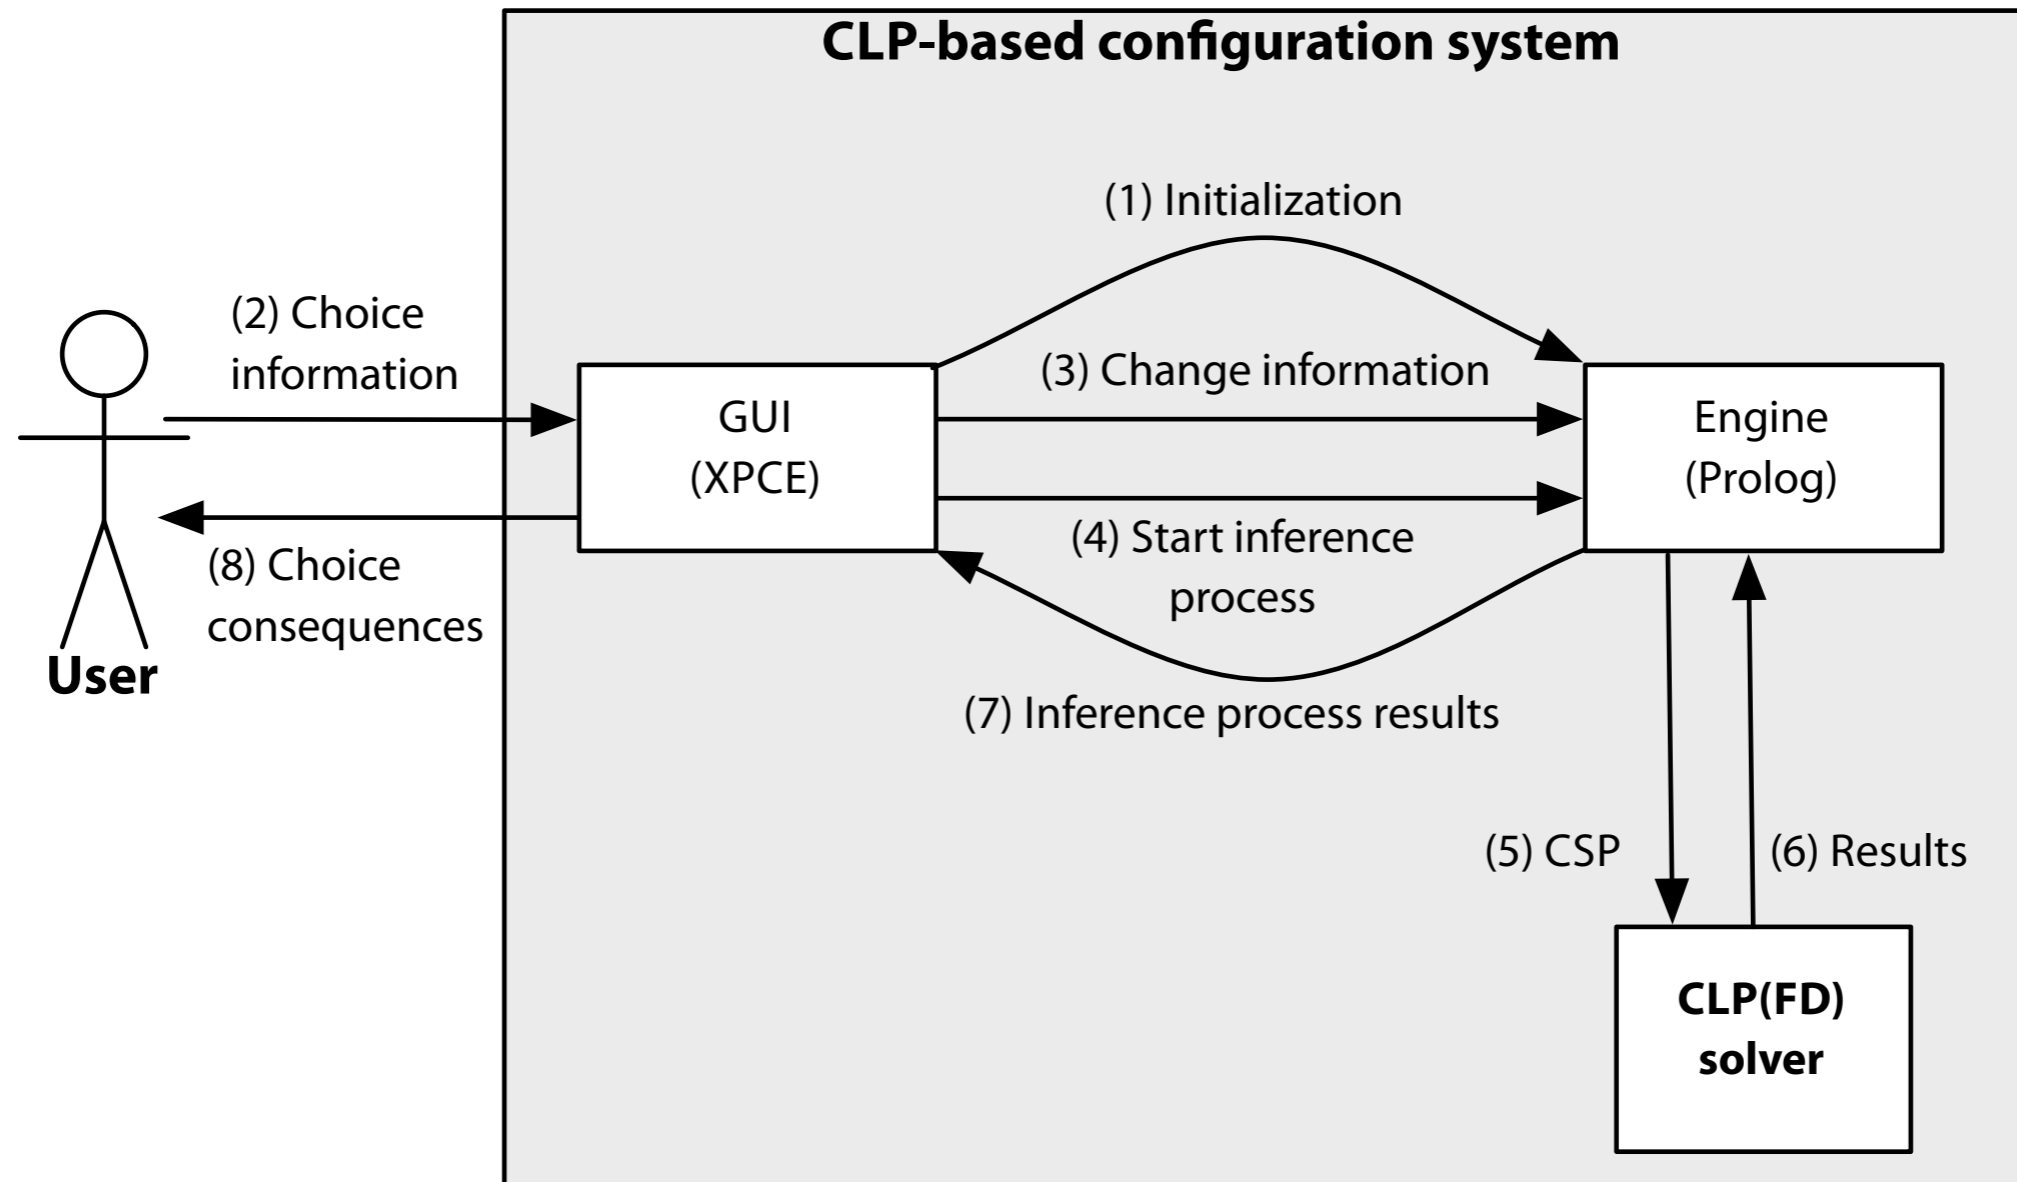 CLP-based configuration system
(1) Initialization
(2) Choice
information
(3) Change information
GUI
(XPCE)
Engine
(Prolog)
(4) Start inference
process
(8) Choice
consequences
User
(7) Inference process results
(5) CSP
(6) Results
CLP(FD)
solver